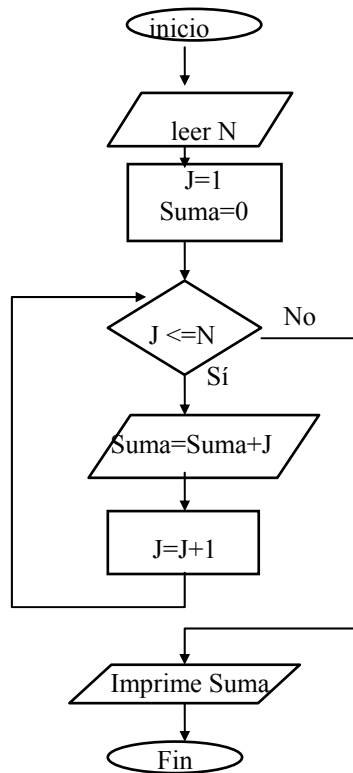 inicio
leer N
J=1
Suma=0
J <=N
No
Sí
Suma=Suma+J
J=J+1
Imprime Suma
Fin